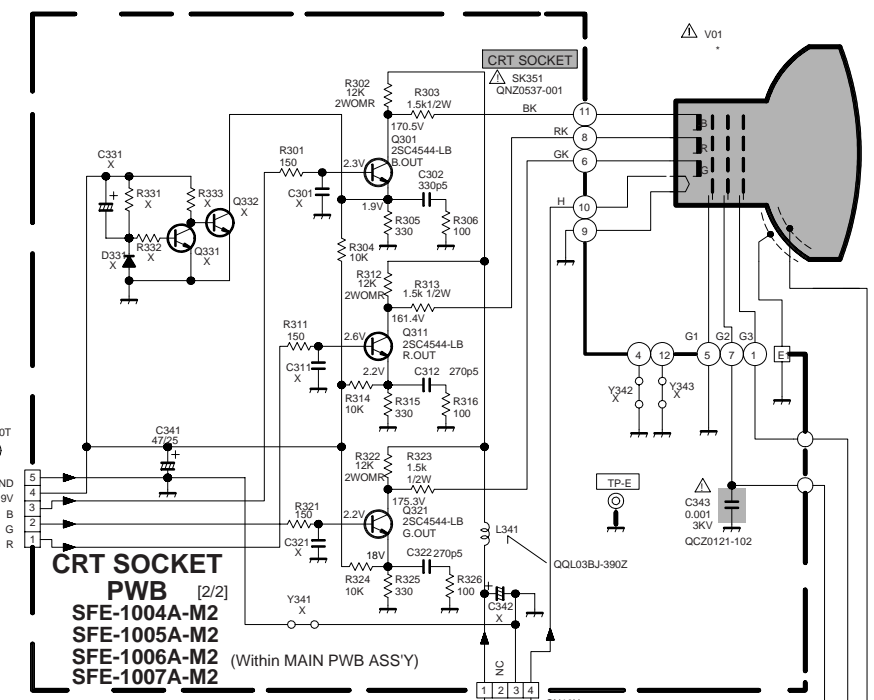 V01
*
CRT SOCKET
SK351
QNZ0537-001
R302
12K
2WOMR
R303
1.5k1/2W
BK
11
170.5V
RK
8
Q301
2SC4544-LB
B.OUT
GK
6
B
R
G
R301
150
2.3V
C331
X
R331
X
R333
X
Q332
X
C301
X
C302
330p5
1.9V
R305
330
R306
100
H
10
9
R332
X
Q331
X
D331
X
R304
10K
R312
12K
2WOMR
R313
1.5k 1/2W
161.4V
R311
150
2.6V
Q311
2SC4544-LB
R.OUT
G1
G2
G3
4
12
5
7
1
E1
C311
X
2.2V
C312
270p5
R314
10K
R315
330
R316
100
Y342
X
Y343
X
C341
47/25
0T
R322
12K
2WOMR
R323
1.5k
1/2W
175.3V
ND
5
9V
4
B
3
G
2
R
1
R321
150
2.2V
Q321
2SC4544-LB
G.OUT
TP-E
C343
0.001
3KV
QCZ0121-102
C321
X
L341
QQL03BJ-390Z
18V
C322
270p5
R324
10K
R325
330
R326
100
CRT SOCKET
PWB [2/2]
SFE-1004A-M2
SFE-1005A-M2
SFE-1006A-M2 (Within MAIN PWB ASS'Y)
SFE-1007A-M2
Y341
X
C342
X
NC
1
2
3
4